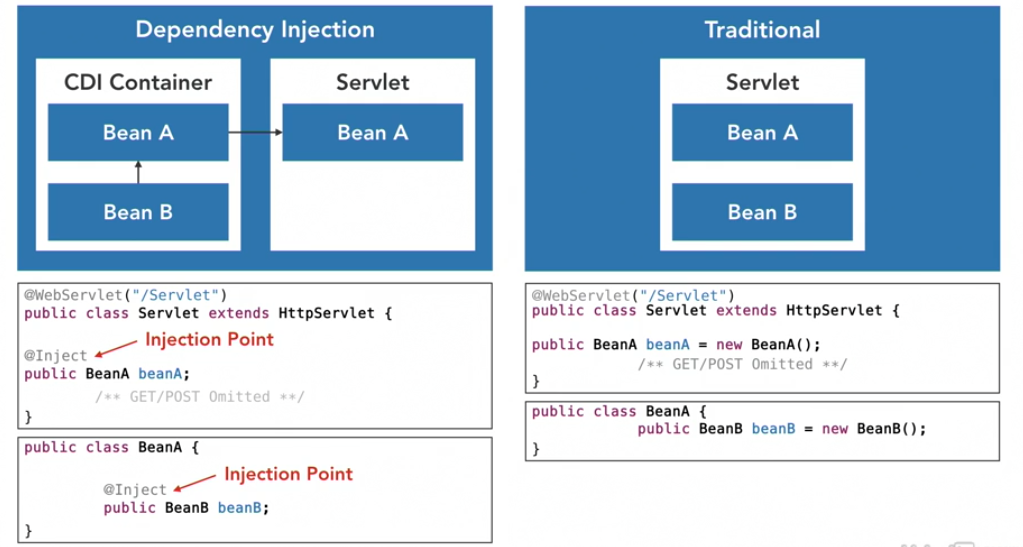 Dependency Injection
CDI Container
Bean A
Bean B
Servlet
Bean A
@WebServlet("/Servlet")
public class Servlet extends HttpServlet {
Injection Point
@Inject
public BeanA beanA;
/** GET/POST Omitted **/
}
public class BeanA {
Injection Point
@Inject
public BeanB beanB;
}
Traditional
Servlet
Bean A
Bean B
@WebServlet("/Servlet")
public class Servlet extends HttpServlet {
public BeanA beanA = new BeanA();
/** GET/POST Omitted **/
}
public class BeanA {
public BeanB beanB = new BeanB();
}